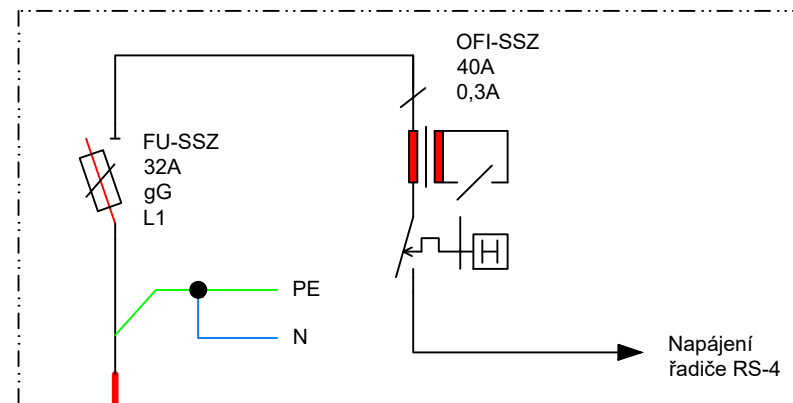 OFI-SSZ
40A
0,3A
FU-SSZ
32A
gG
L1
PE
N
Napájení
řadiče RS-4